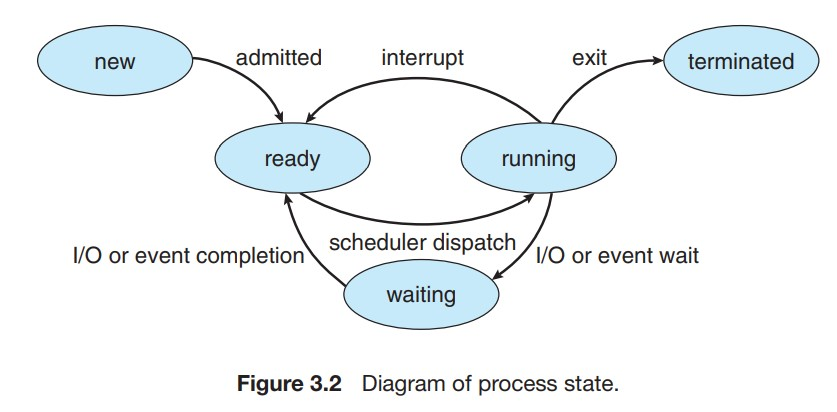 new
admitted
interrupt
exit
terminated
ready
running
scheduler dispatch
I/O or event completion
I/O or event wait
waiting
Figure 3.2 Diagram of process state.